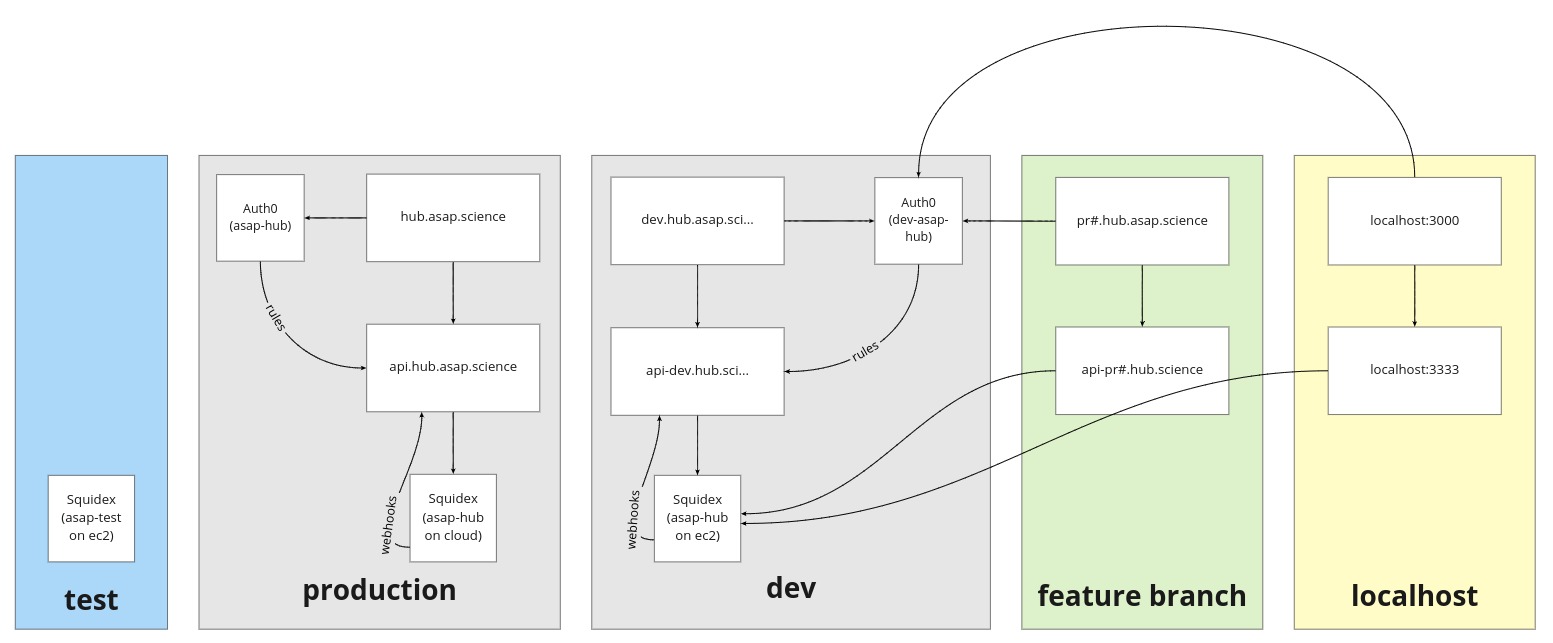 Squidex
(asap-test
on ec2)
test
Auth0
(asap-hub)
hub.asap.science
rules
api.hub.asap.science
webhooks
Squidex
(asap-hub
on cloud)
production
dev.hub.asap.sci...
Auth0
(dev-asap-
hub)
rules
api-dev.hub.sci...
webhooks
Squidex
(asap-hub
on ec2)
dev
pr#.hub.asap.science
api-pr#.hub.science
feature branch
localhost:3000
localhost:3333
localhost